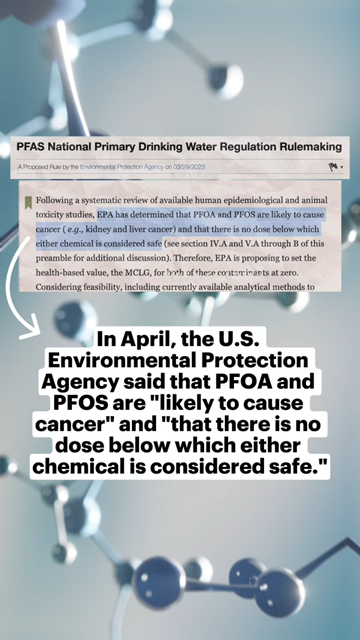 PFAS National Primary Drinking Water Regulation Rulemaking
A Proposed Rule by the Environmental Protection Agency on 03/29/2023
Following a systematic review of available human epidemiological and animal
toxicity studies, EPA has determined that PFOA and PFOS are likely to cause
cancer ( e.g., kidney and liver cancer) and that there is no dose below which
either chemical is considered safe (see section IV.A and V.A through B of this
preamble for additional discussion). Therefore, EPA is proposing to set the
health-based value, the MCLG, for both of these contaminants at zero.
Considering feasibility, including currently available analytical methods to
In April, the U.S.
Environmental Protection
Agency said that PFOA and
PFOS are "likely to cause
cancer" and "that there is no
dose below which either
chemical is considered safe."